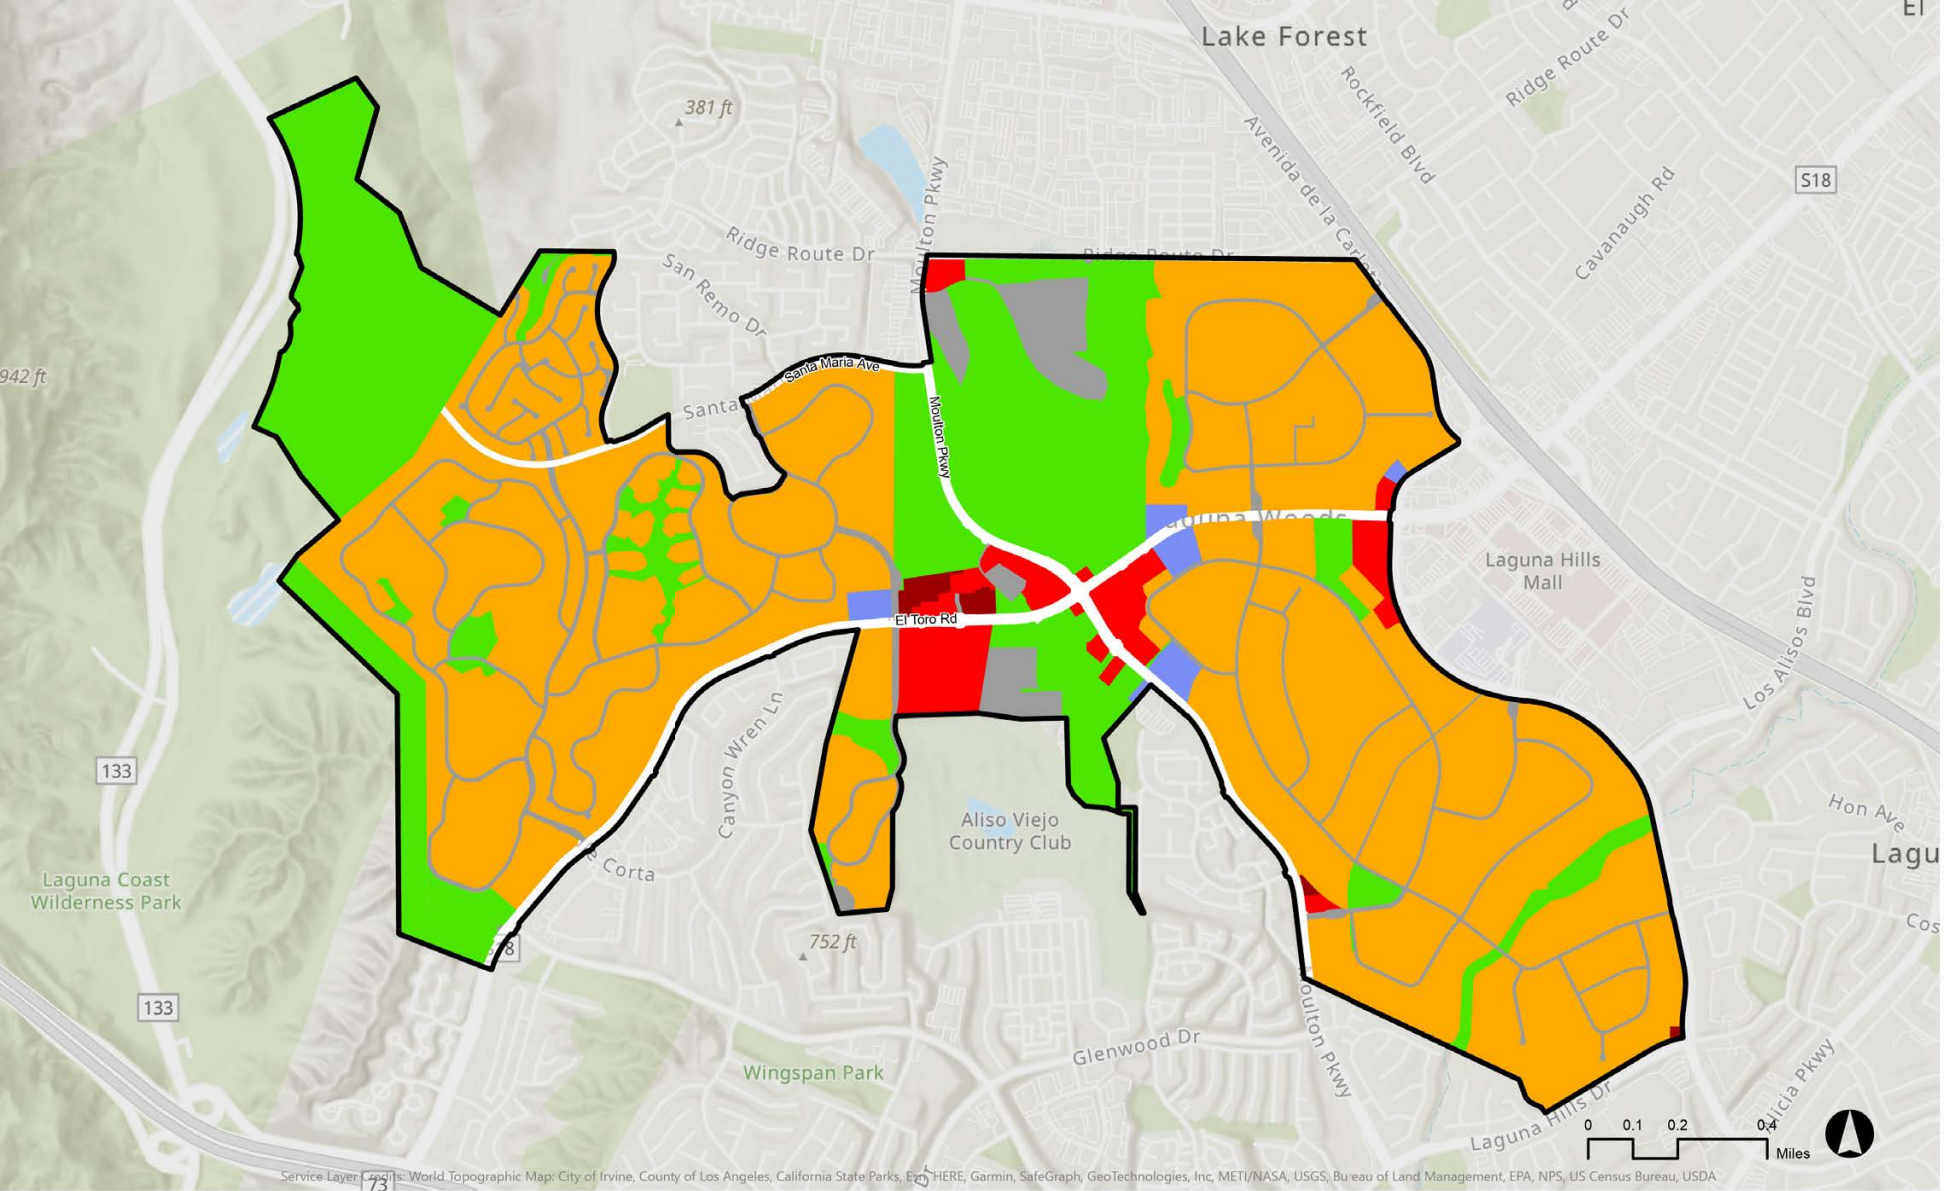 Lake Forest
El
Ridge Route Dr
Rockfield Blvd
381 ft
Avenida de la Carlota
S18
Moulton Pkwy
Cavanaugh Rd
Ridge Route Dr
Ridge Route Dr
San Remo Dr
942 ft
Santa Maria Ave
Santa
Moulton Pkwy
Laguna Woods
Laguna Hills
Mall
El Toro Rd
Los Alisos Blvd
Canyon Wren Ln
133
Hon Ave
Aliso Viejo
Country Club
Lagu
Corta
Laguna Coast
Wilderness Park
Cos
752 ft
133
Moulton Pkwy
Glenwood Dr
Wingspan Park
Alicia Pkwy
Laguna Hills Dr
0 0.1 0.2 0.4
Miles
Service Layer Credits: World Topographic Map: City of Irvine, County of Los Angeles, California State Parks, Esri, HERE, Garmin, SafeGraph, GeoTechnologies, Inc, METI/NASA, USGS, Bureau of Land Management, EPA, NPS, US Census Bureau, USDA
73